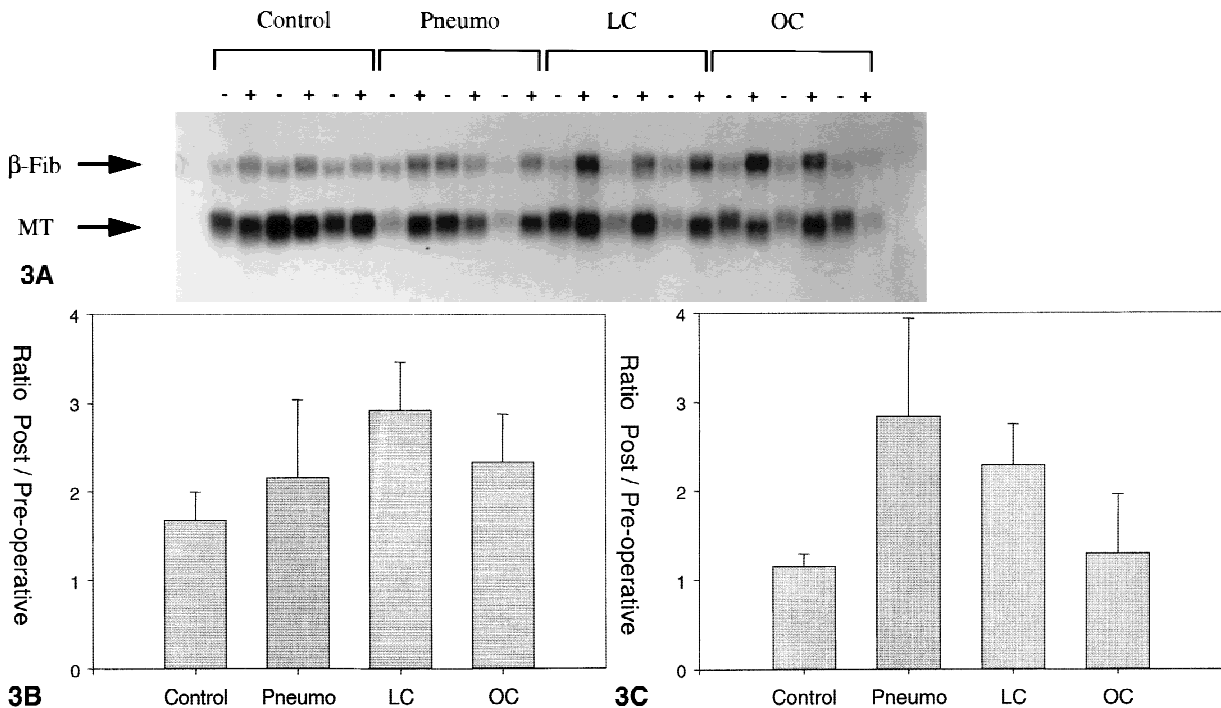 Control Pneumo LC OC
- + - + - + - + - + - + - + - + - + - + - + - +
β-Fib
MT
3A
4
3
2
1
0
Ratio Post / Pre-operative
Control Pneumo LC OC
3B
4
3
2
1
0
Ratio Post / Pre-operative
Control Pneumo LC OC
3C